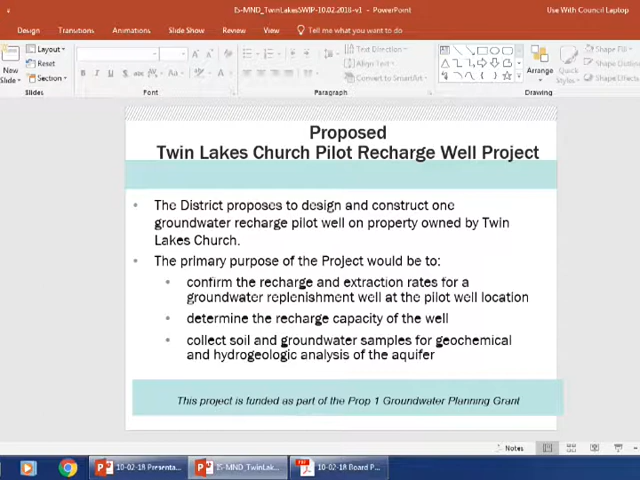 IS-MND_TwinLakesSWIP-10.02.2018-v1 - PowerPoint
Use With Council Laptop
Design Transitions Animations Slide Show Review View Tell me what you want to do
New Slide
Layout
Reset
Section
Slides
Font
Text Direction
Align Text
Convert to SmartArt
Paragraph
Arrange
Quick Styles
Shape Fill
Shape Outline
Shape Effects
Drawing
Proposed
Twin Lakes Church Pilot Recharge Well Project
• The District proposes to design and construct one
groundwater recharge pilot well on property owned by Twin
Lakes Church.
• The primary purpose of the Project would be to:
• confirm the recharge and extraction rates for a
groundwater replenishment well at the pilot well location
• determine the recharge capacity of the well
• collect soil and groundwater samples for geochemical
and hydrogeologic analysis of the aquifer
This project is funded as part of the Prop 1 Groundwater Planning Grant
Notes
10-02-18 Presenta...
IS-MND_TwinLak...
10-02-18 Board P...